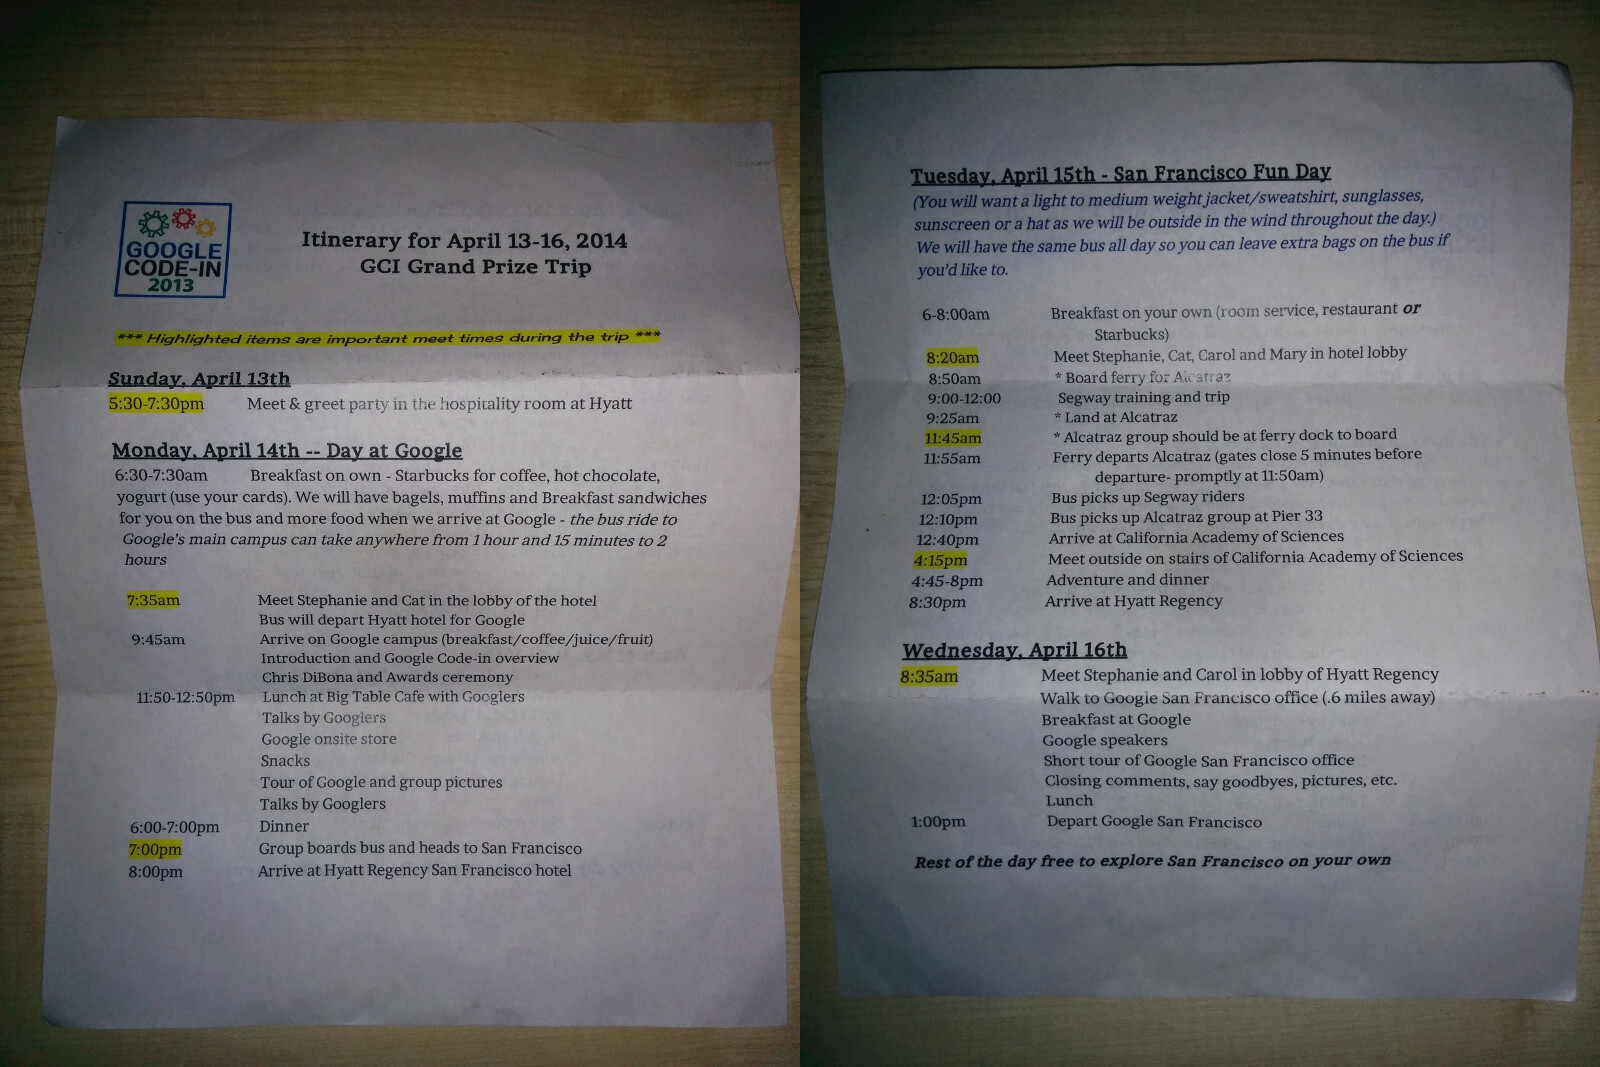 GOOGLE
CODE-IN
2013
Itinerary for April 13-16, 2014
GCI Grand Prize Trip
*** Highlighted items are important meet times during the trip ***
Sunday, April 13th
5:30-7:30pm Meet & greet party in the hospitality room at Hyatt
Monday, April 14th -- Day at Google
6:30-7:30am Breakfast on own - Starbucks for coffee, hot chocolate,
yogurt (use your cards). We will have bagels, muffins and Breakfast sandwiches
for you on the bus and more food when we arrive at Google - the bus ride to
Google's main campus can take anywhere from 1 hour and 15 minutes to 2
hours
7:35am Meet Stephanie and Cat in the lobby of the hotel
Bus will depart Hyatt hotel for Google
9:45am Arrive on Google campus (breakfast/coffee/juice/fruit)
Introduction and Google Code-in overview
Chris DiBona and Awards ceremony
11:50-12:50pm Lunch at Big Table Cafe with Googlers
Talks by Googlers
Google onsite store
Snacks
Tour of Google and group pictures
Talks by Googlers
6:00-7:00pm Dinner
7:00pm Group boards bus and heads to San Francisco
8:00pm Arrive at Hyatt Regency San Francisco hotel
Tuesday, April 15th - San Francisco Fun Day
(You will want a light to medium weight jacket/sweatshirt, sunglasses,
sunscreen or a hat as we will be outside in the wind throughout the day.)
We will have the same bus all day so you can leave extra bags on the bus if
you'd like to.
6-8:00am Breakfast on your own (room service, restaurant or
Starbucks)
8:20am Meet Stephanie, Cat, Carol and Mary in hotel lobby
8:50am * Board ferry for Alcatraz
9:00-12:00 Segway training and trip
9:25am * Land at Alcatraz
11:45am * Alcatraz group should be at ferry dock to board
11:55am Ferry departs Alcatraz (gates close 5 minutes before
departure- promptly at 11:50am)
12:05pm Bus picks up Segway riders
12:10pm Bus picks up Alcatraz group at Pier 33
12:40pm Arrive at California Academy of Sciences
4:15pm Meet outside on stairs of California Academy of Sciences
4:45-8pm Adventure and dinner
8:30pm Arrive at Hyatt Regency
Wednesday, April 16th
8:35am Meet Stephanie and Carol in lobby of Hyatt Regency
Walk to Google San Francisco office (.6 miles away)
Breakfast at Google
Google speakers
Short tour of Google San Francisco office
Closing comments, say goodbyes, pictures, etc.
Lunch
1:00pm Depart Google San Francisco
Rest of the day free to explore San Francisco on your own